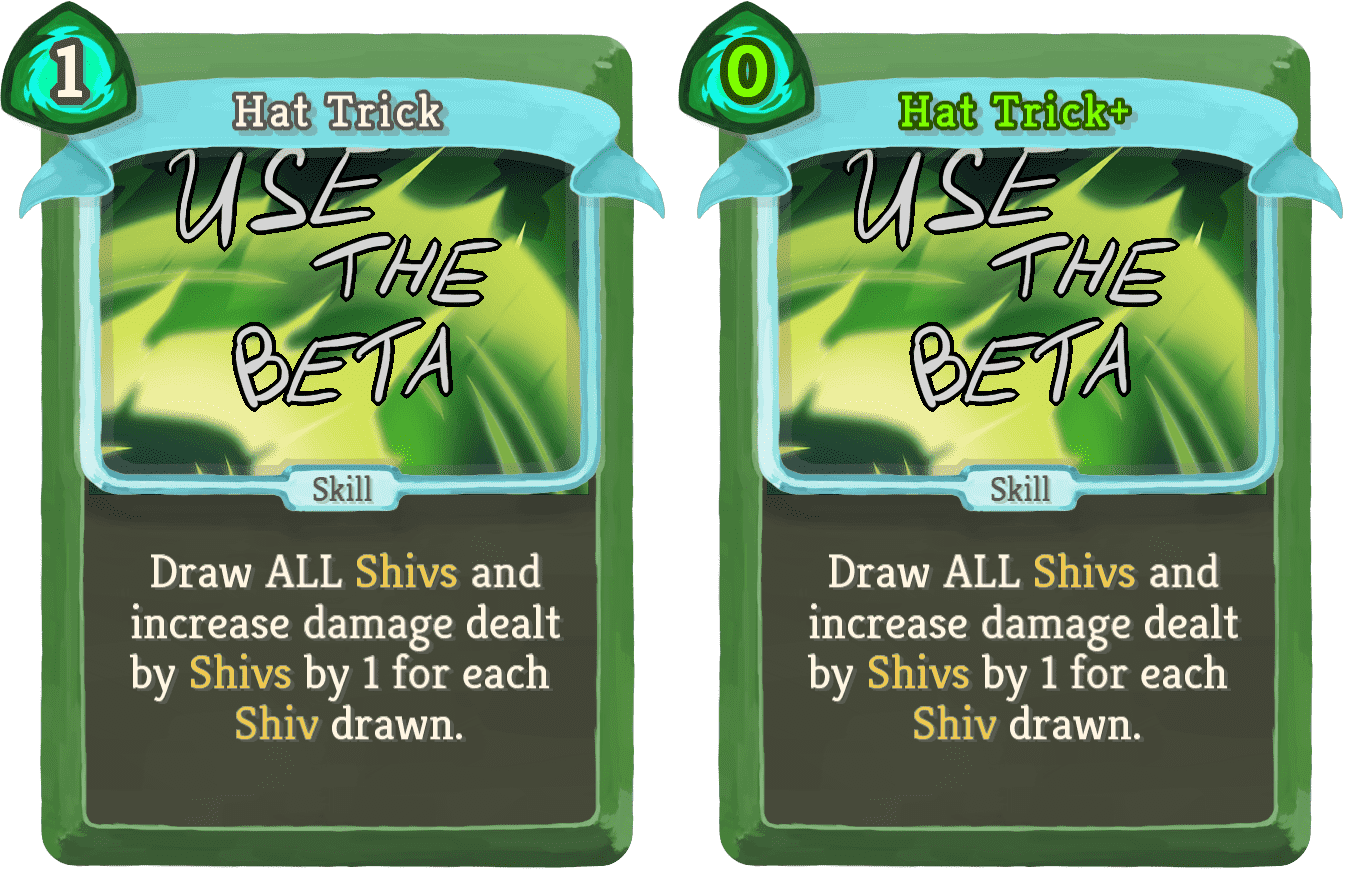 1
Hat Trick
USE
THE
BETA
Skill
Draw ALL Shivs and
increase damage dealt
by Shivs by 1 for each
Shiv drawn.
0
Hat Trick+
USE
THE
BETA
Skill
Draw ALL Shivs and
increase damage dealt
by Shivs by 1 for each
Shiv drawn.